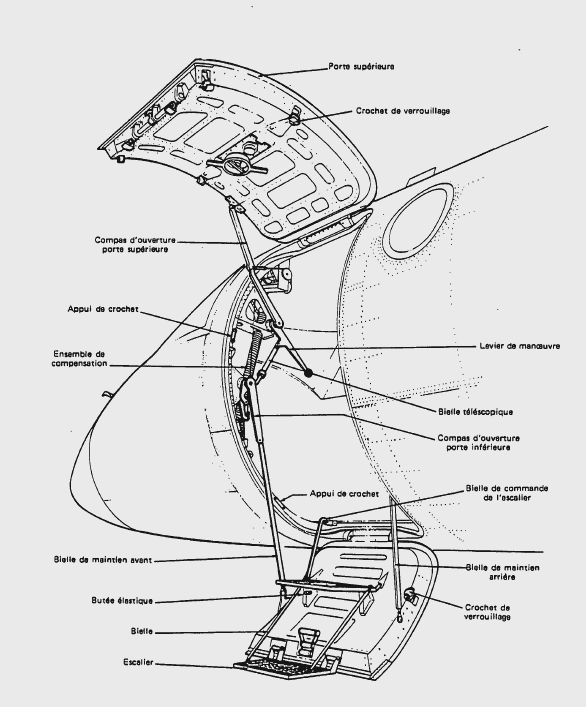 Porte supérieure
Crochet de verrouillage
Compas d'ouverture
porte supérieure
Appui de crochet
Levier de manœuvre
Ensemble de
compensation
Bielle téléscopique
Compas d'ouverture
porte inférieure
Appui de crochet
Bielle de commande
de l'escalier
Bielle de maintien avant
Bielle de maintien
arrière
Butée élastique
Crochet de
verrouillage
Bielle
Escalier